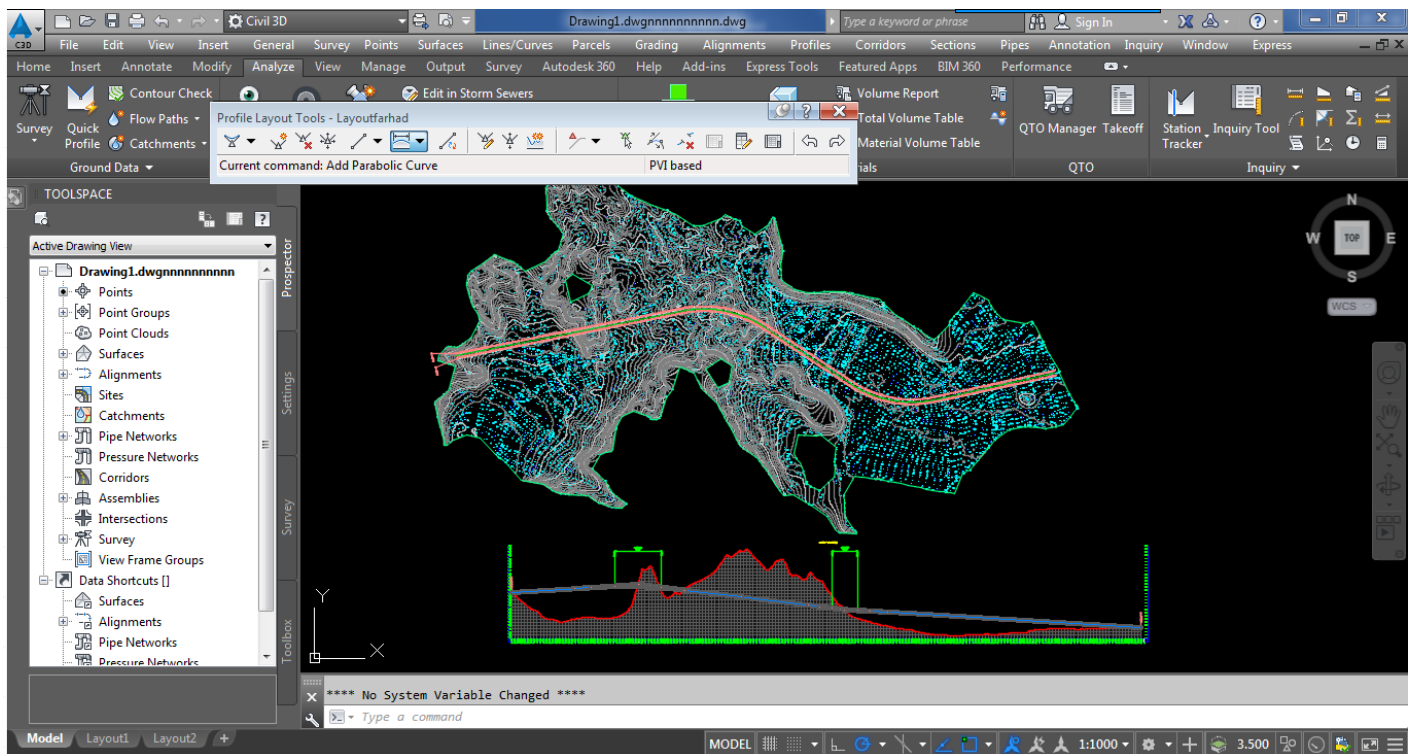 Civil 3D
Drawing1.dwgnnnnnnnnnn.dwg
Type a keyword or phrase
Sign In
C3D
File Edit View Insert General Survey Points Surfaces Lines/Curves Parcels Grading Alignments Profiles Corridors Sections Pipes Annotation Inquiry Window Express
Home Insert Annotate Modify Analyze View Manage Output Survey Autodesk 360 Help Add-ins Express Tools Featured Apps BIM 360 Performance
Survey
Quick Profile
Contour Check
Flow Paths
Catchments
Ground Data
Edit in Storm Sewers
Volume Report
Total Volume Table
Material Volume Table
rials
QTO Manager Takeoff
QTO
Station Tracker
Inquiry Tool
Inquiry
Profile Layout Tools - Layoutfarhad
Current command: Add Parabolic Curve
PVI based
TOOLSPACE
Active Drawing View
Drawing1.dwgnnnnnnnnnn
Points
Point Groups
Point Clouds
Surfaces
Alignments
Sites
Catchments
Pipe Networks
Pressure Networks
Corridors
Assemblies
Intersections
Survey
View Frame Groups
Data Shortcuts []
Surfaces
Alignments
Pipe Networks
Pressure Networks
Prospector
Settings
Survey
Toolbox
N
W TOP E
S
WCS
Y
X
**** No System Variable Changed ****
Type a command
Model Layout1 Layout2 +
MODEL
1:1000
3.500